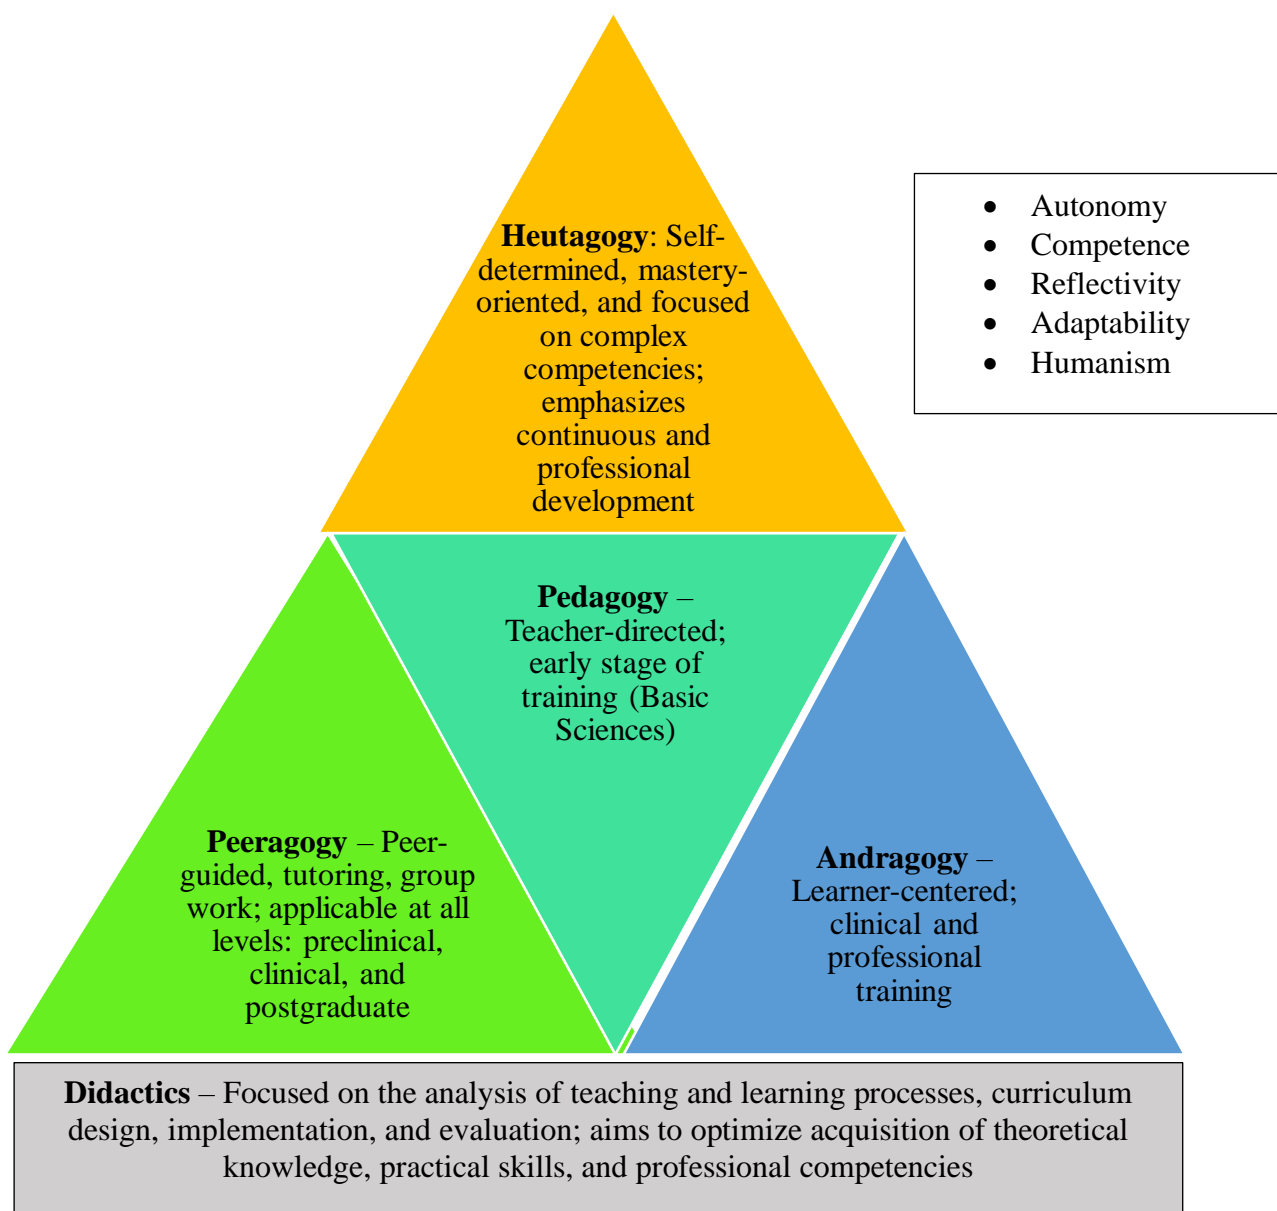 Heutagogy: Self-
determined, mastery-
oriented, and focused
on complex
competencies;
emphasizes
continuous and
professional
development
• Autonomy
• Competence
• Reflectivity
• Adaptability
• Humanism
Pedagogy –
Teacher-directed;
early stage of
training (Basic
Sciences)
Peeragogy – Peer-
guided, tutoring, group
work; applicable at all
levels: preclinical,
clinical, and
postgraduate
Andragogy –
Learner-centered;
clinical and
professional
training
Didactics – Focused on the analysis of teaching and learning processes, curriculum
design, implementation, and evaluation; aims to optimize acquisition of theoretical
knowledge, practical skills, and professional competencies